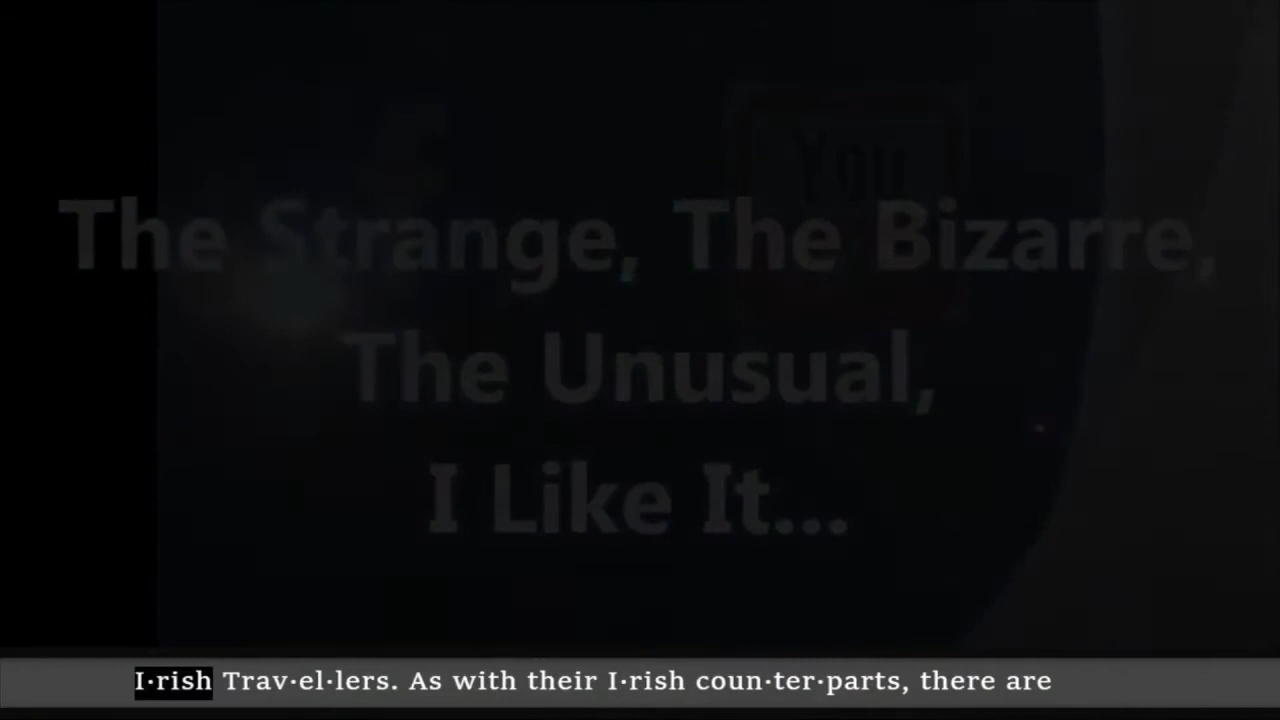 You
The Strange, The Bizarre,
The Unusual,
I Like It...
I·rish Trav·el·lers. As with their I·rish coun·ter·parts, there are